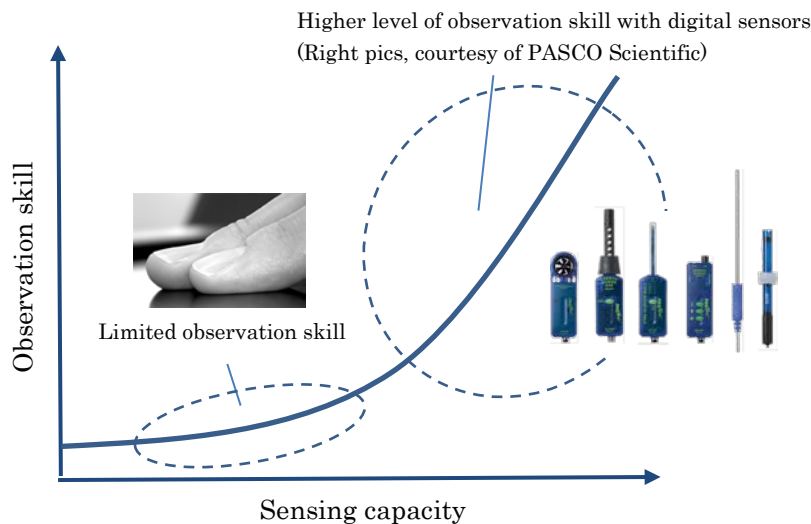 Higher level of observation skill with digital sensors
(Right pics, courtesy of PASCO Scientific)
Observation skill
Limited observation skill
Sensing capacity